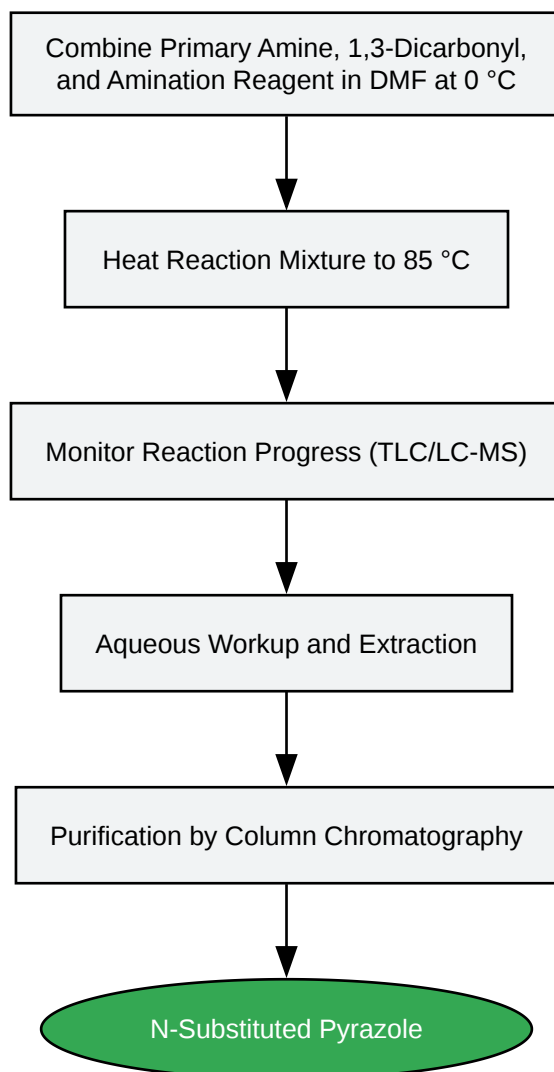 Combine Primary Amine, 1,3-Dicarbonyl,
and Amination Reagent in DMF at 0 °C
Heat Reaction Mixture to 85 °C
Monitor Reaction Progress (TLC/LC-MS)
Aqueous Workup and Extraction
Purification by Column Chromatography
N-Substituted Pyrazole